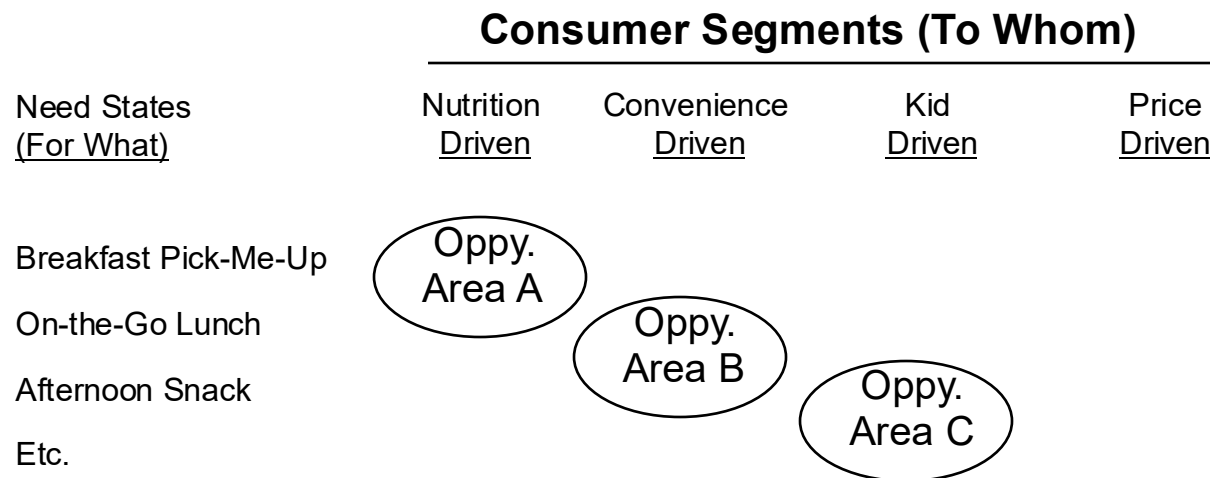 Consumer Segments (To Whom)
Need States
(For What)
Nutrition
Driven
Convenience
Driven
Kid
Driven
Price
Driven
Breakfast Pick-Me-Up
Oppy.
Area A
On-the-Go Lunch
Oppy.
Area B
Afternoon Snack
Oppy.
Area C
Etc.